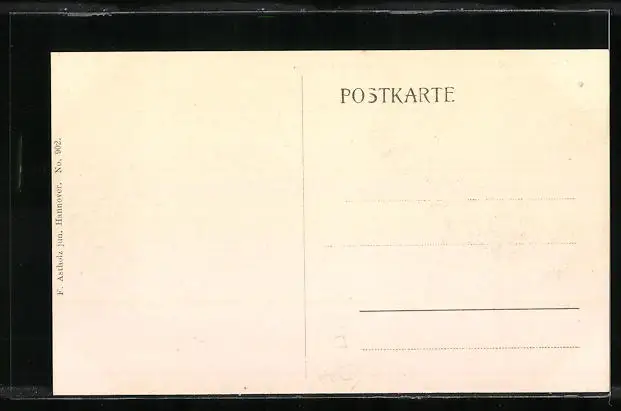 POSTKARTE
F. Astholz jun. Hannover. No. 902.